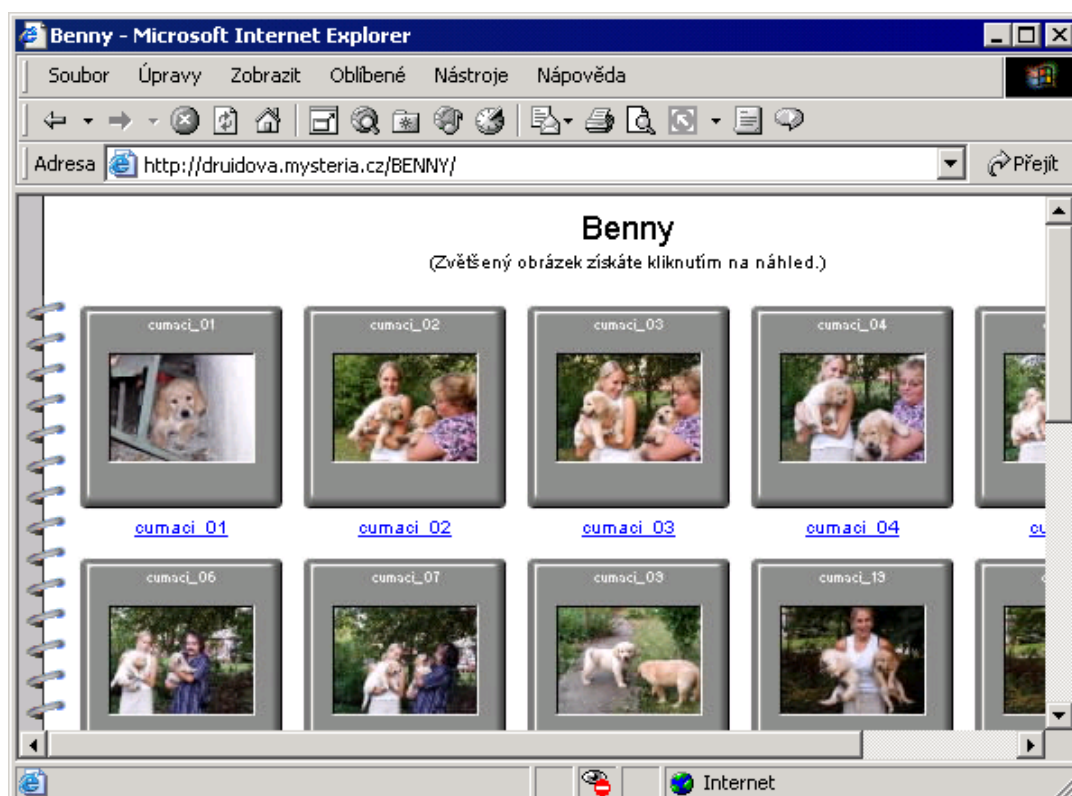 Benny - Microsoft Internet Explorer
Soubor Úpravy Zobrazit Oblíbené Nástroje Nápověda
Adresa http://druidova.mysteria.cz/BENNY/ Přejít
Benny
(Zvětšený obrázek získáte kliknutím na náhled.)
cumaci_01 cumaci_02 cumaci_03 cumaci_04
cumaci_01 cumaci_02 cumaci_03 cumaci_04
cumaci_06 cumaci_07 cumaci_09 cumaci_13
Internet